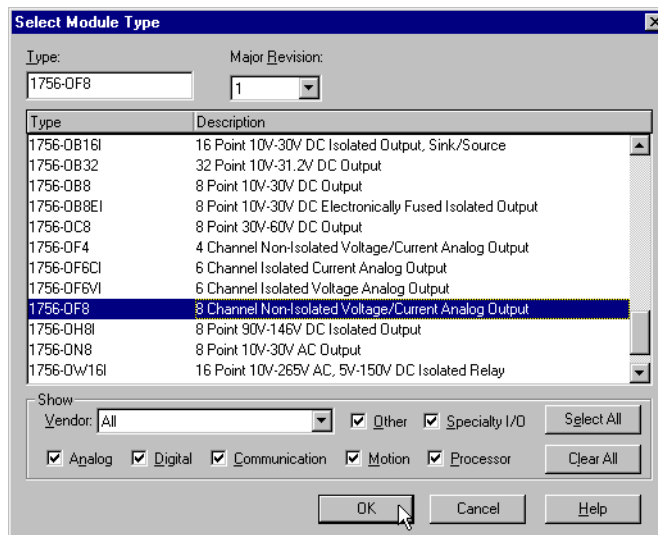 Select Module Type
Type: Major Revision:
1756-OF8 1
Type Description
1756-OB16I 16 Point 10V-30V DC Isolated Output, Sink/Source
1756-OB32 32 Point 10V-31.2V DC Output
1756-OB8 8 Point 10V-30V DC Output
1756-OB8EI 8 Point 10V-30V DC Electronically Fused Isolated Output
1756-OC8 8 Point 30V-60V DC Output
1756-OF4 4 Channel Non-Isolated Voltage/Current Analog Output
1756-OF6CI 6 Channel Isolated Current Analog Output
1756-OF6VI 6 Channel Isolated Voltage Analog Output
1756-OF8 8 Channel Non-Isolated Voltage/Current Analog Output
1756-OH8I 8 Point 90V-146V DC Isolated Output
1756-ON8 8 Point 10V-30V AC Output
1756-OW16I 16 Point 10V-265V AC, 5V-150V DC Isolated Relay
Show
Vendor: All Other Specialty I/O Select All
Analog Digital Communication Motion Processor Clear All
OK Cancel Help